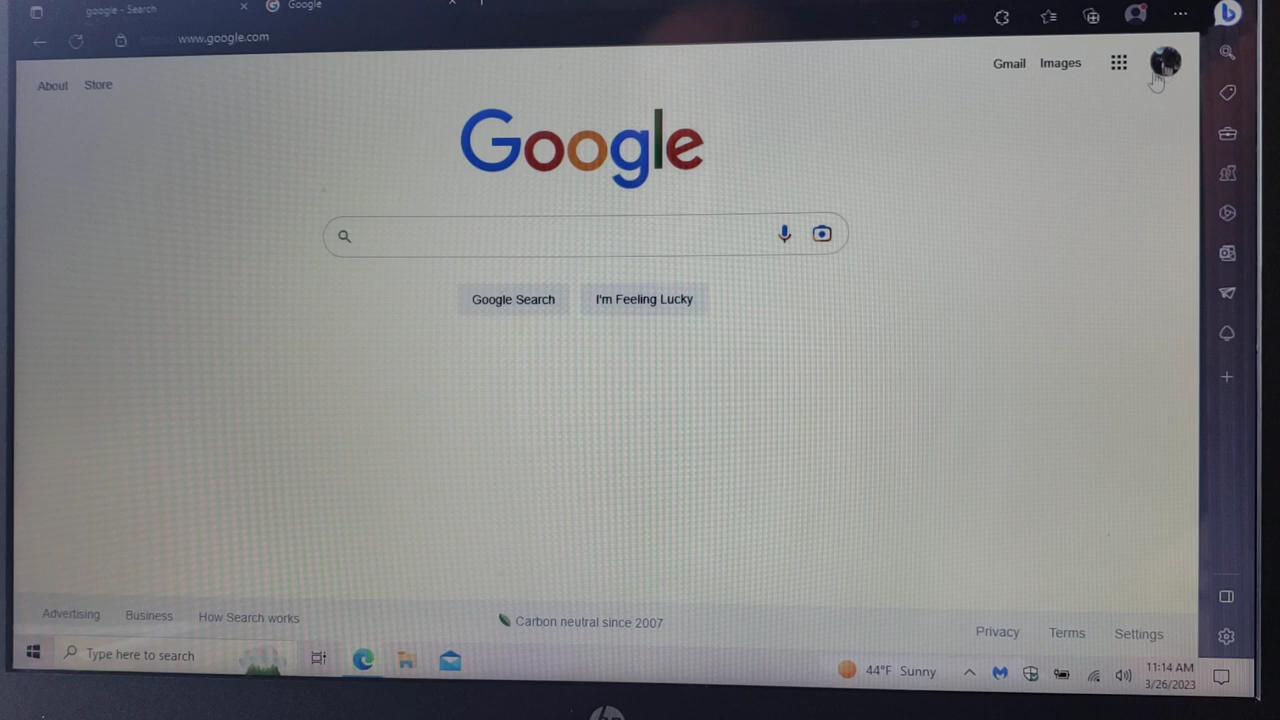 google - Search
Google
www.google.com
About Store
Gmail Images
Google
Google Search
I'm Feeling Lucky
Advertising Business How Search works
Carbon neutral since 2007
Privacy Terms Settings
Type here to search
44°F Sunny
11:14 AM
3/26/2023